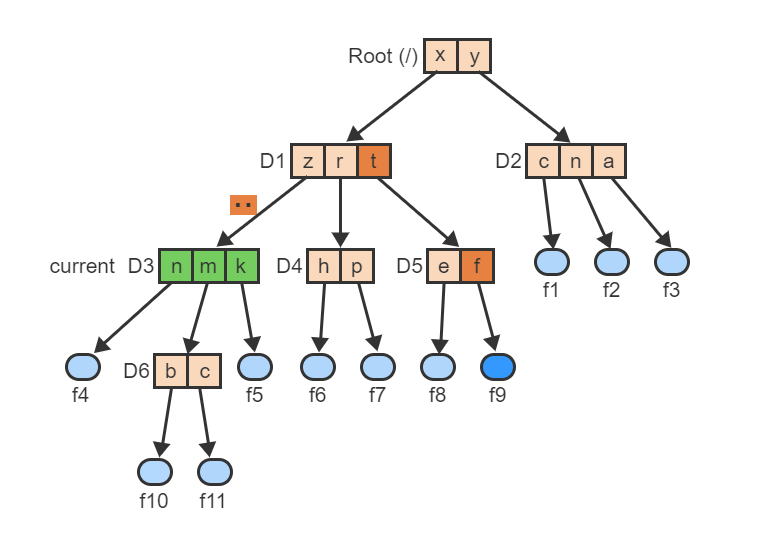 Root (/) x y
D1 z r t D2 c n a
..
current D3 n m k D4 h p D5 e f
f1 f2 f3
D6 b c
f4 f5 f6 f7 f8 f9
f10 f11